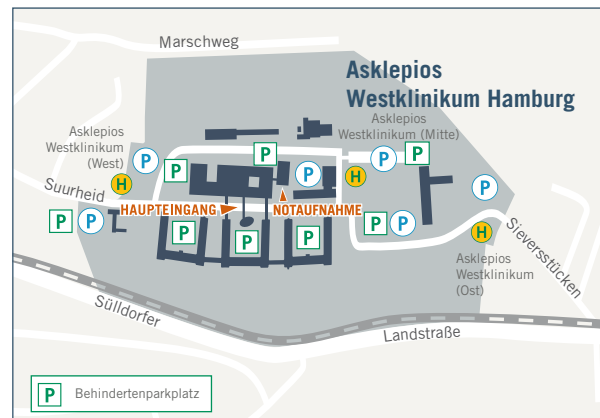 Marschweg
Asklepios
Westklinikum Hamburg
Asklepios
Westklinikum (Mitte)
Asklepios
Westklinikum
(West)
P
P
P
P
P
P
H
H
P
Suurheid
HAUPTEINGANG
NOTAUFNAHME
P
P
P
P
P
P
P
H
Sieversstücken
Asklepios
Westklinikum
(Ost)
Sülldorfer
Landstraße
P Behindertenparkplatz